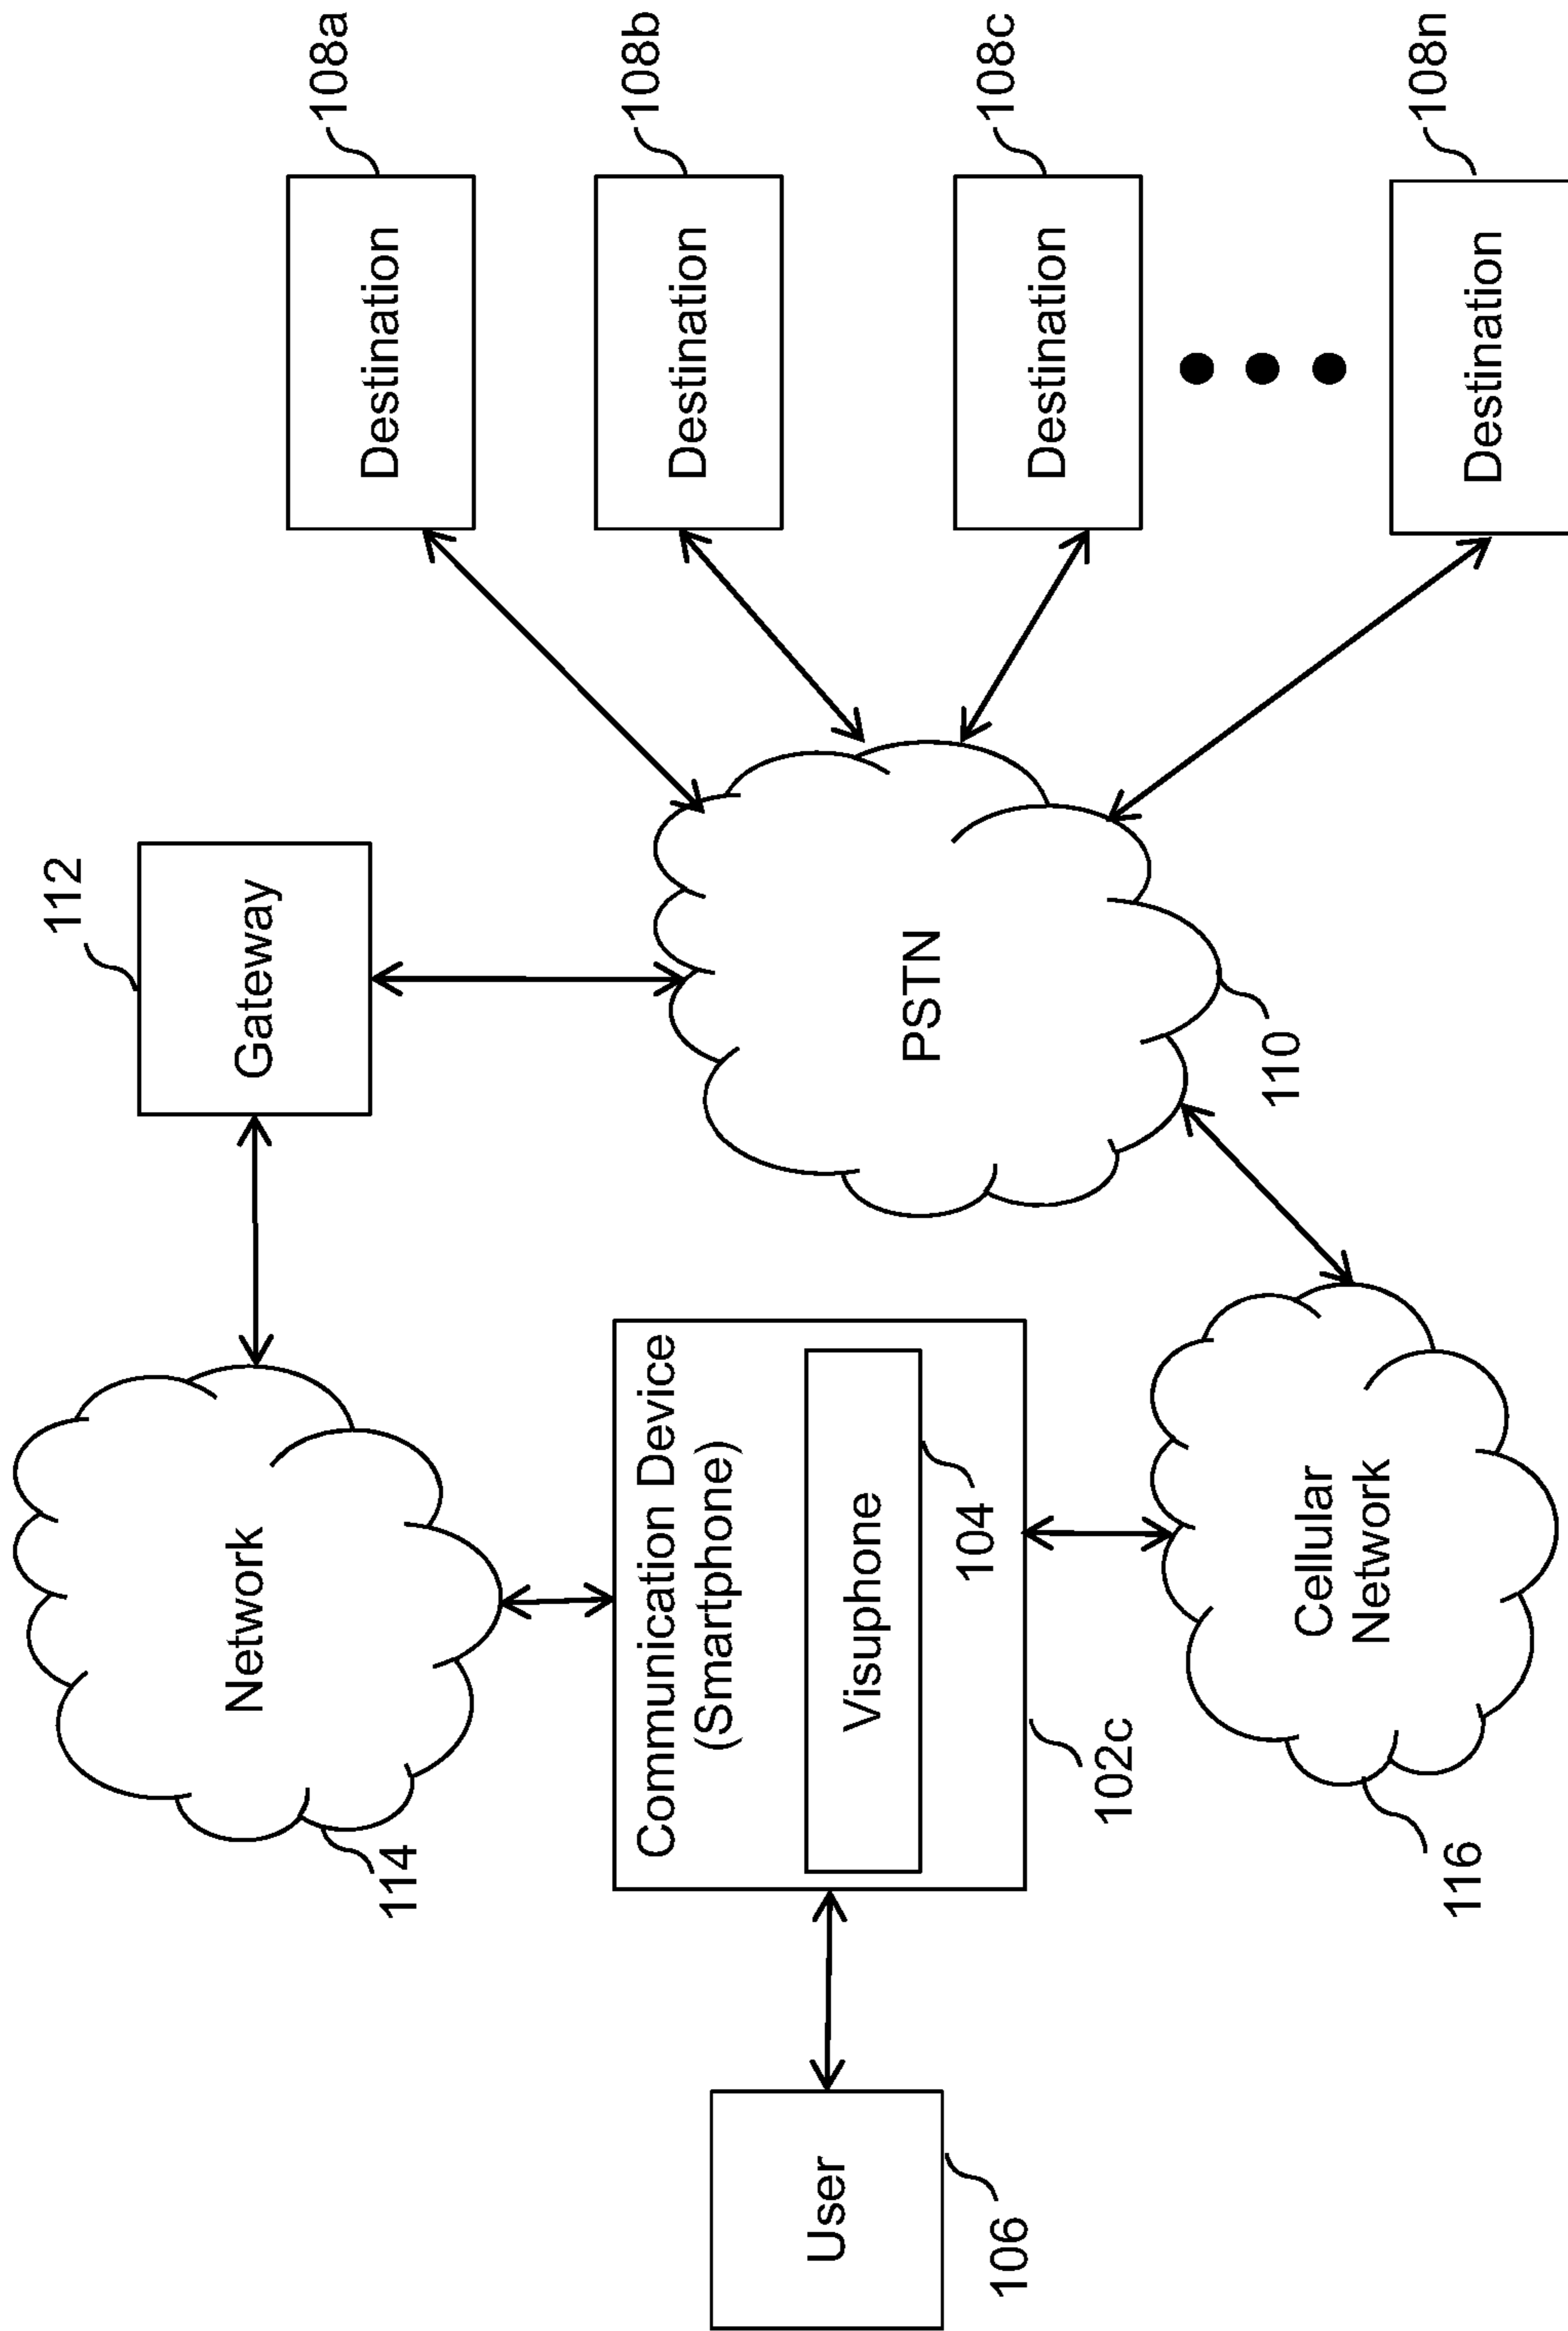 114
Network
112
Gateway
108a
Destination
108b
Destination
108c
Destination
108n
Destination
PSTN
110
User
106
Communication Device
(Smartphone)
Visuphone
104
102c
Cellular
Network
116